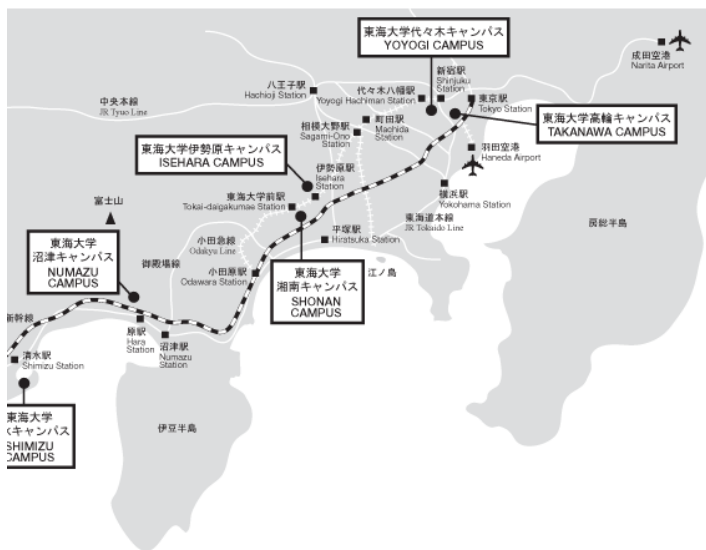 東海大学代々木キャンパス
YOYOGI CAMPUS
成田空港
Narita Airport
新宿駅
Shinjuku
Station
八王子駅
Hachioji Station
代々木八幡駅
Yoyogi Hachiman Station
東京駅
Tokyo Station
中央本線
JR Tyuo Line
町田駅
Machida
Station
相模大野駅
Sagami-Ono
Station
東海大学高輪キャンパス
TAKANAWA CAMPUS
東海大学伊勢原キャンパス
ISEHARA CAMPUS
羽田空港
Haneda Airport
伊勢原駅
Isehara
Station
横浜駅
Yokohama Station
東海大学前駅
Tokai-daigakumae Station
富士山
東海道本線
JR Tokaido Line
房総半島
平塚駅
Hiratsuka Station
小田急線
Odakyu Line
東海大学
沼津キャンパス
NUMAZU
CAMPUS
御殿場線
小田原駅
Odawara Station
東海大学
湘南キャンパス
SHONAN
CAMPUS
江ノ島
新幹線
原駅
Hara
Station
沼津駅
Numazu
Station
清水駅
Shimizu Station
東海大学
キャンパス
SHIMIZU
CAMPUS
伊豆半島